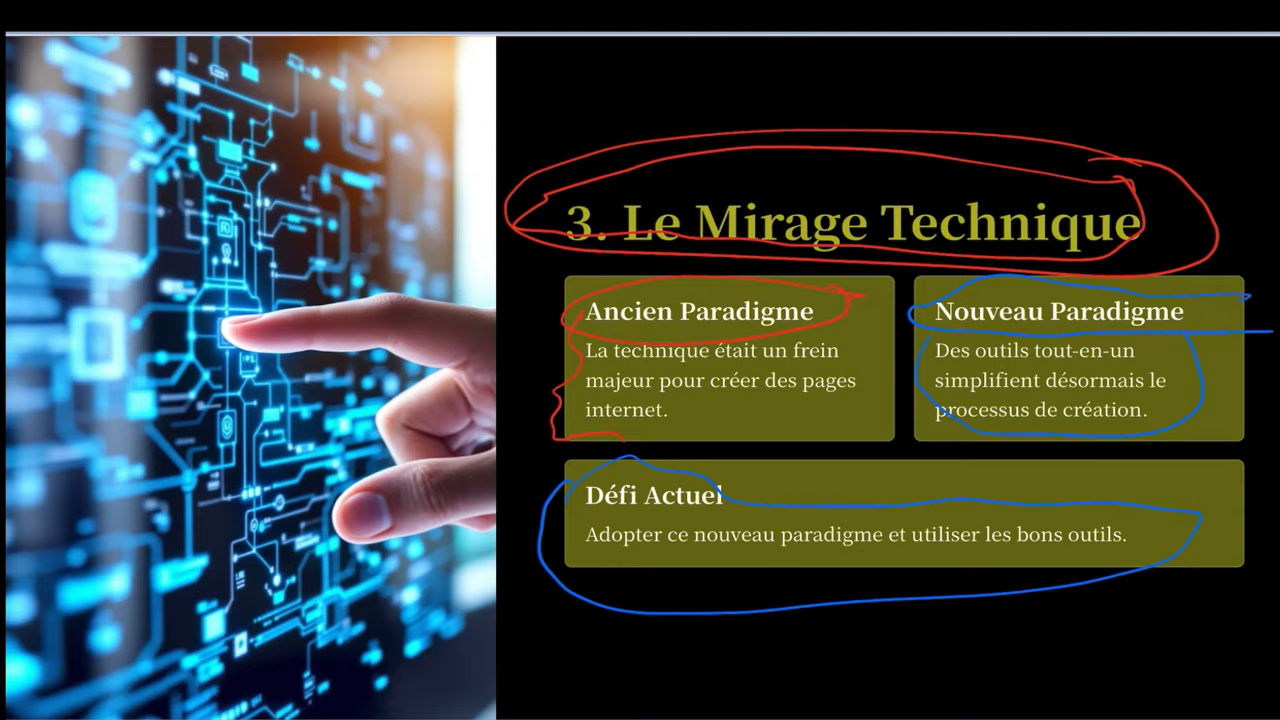 3. Le Mirage Technique
Ancien Paradigme
La technique était un frein
majeur pour créer des pages
internet.
Nouveau Paradigme
Des outils tout-en-un
simplifient désormais le
processus de création.
Défi Actuel
Adopter ce nouveau paradigme et utiliser les bons outils.